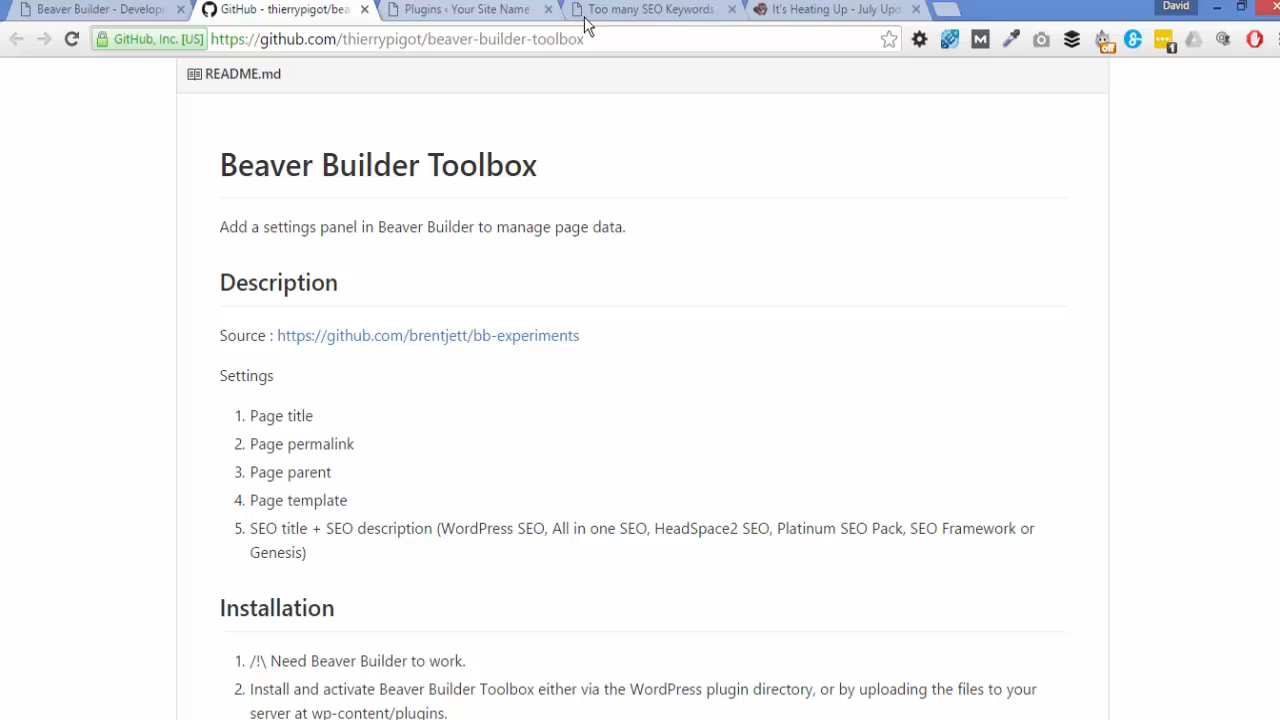 Beaver Builder - Develop
GitHub - thierrypigot/bea
Plugins ‹ Your Site Name
Too many SEO Keywords
It's Heating Up - July Upd
David
GitHub, Inc. [US]
https://github.com/thierrypigot/beaver-builder-toolbox
M
off
1
README.md
Beaver Builder Toolbox
Add a settings panel in Beaver Builder to manage page data.
Description
Source : https://github.com/brentjett/bb-experiments
Settings
1. Page title
2. Page permalink
3. Page parent
4. Page template
5. SEO title + SEO description (WordPress SEO, All in one SEO, HeadSpace2 SEO, Platinum SEO Pack, SEO Framework or
Genesis)
Installation
1. /!\ Need Beaver Builder to work.
2. Install and activate Beaver Builder Toolbox either via the WordPress plugin directory, or by uploading the files to your
server at wp-content/plugins.